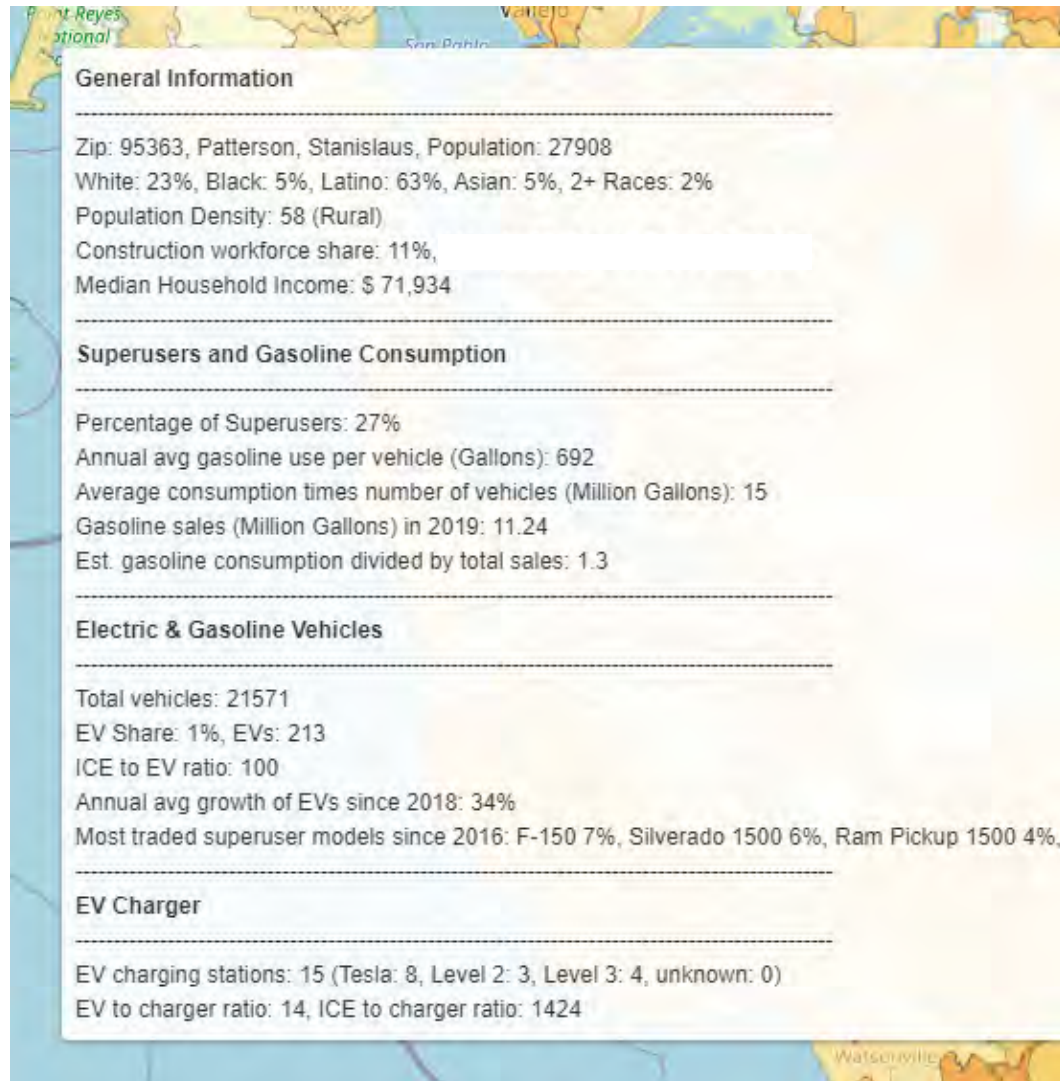 Point Reyes
Vallejo
San Pablo
General Information
--------------------------------------------------------------------------------
Zip: 95363, Patterson, Stanislaus, Population: 27908
White: 23%, Black: 5%, Latino: 63%, Asian: 5%, 2+ Races: 2%
Population Density: 58 (Rural)
Construction workforce share: 11%,
Median Household Income: $ 71,934
--------------------------------------------------------------------------------
Superusers and Gasoline Consumption
--------------------------------------------------------------------------------
Percentage of Superusers: 27%
Annual avg gasoline use per vehicle (Gallons): 692
Average consumption times number of vehicles (Million Gallons): 15
Gasoline sales (Million Gallons) in 2019: 11.24
Est. gasoline consumption divided by total sales: 1.3
--------------------------------------------------------------------------------
Electric & Gasoline Vehicles
--------------------------------------------------------------------------------
Total vehicles: 21571
EV Share: 1%, EVs: 213
ICE to EV ratio: 100
Annual avg growth of EVs since 2018: 34%
Most traded superuser models since 2016: F-150 7%, Silverado 1500 6%, Ram Pickup 1500 4%,
--------------------------------------------------------------------------------
EV Charger
--------------------------------------------------------------------------------
EV charging stations: 15 (Tesla: 8, Level 2: 3, Level 3: 4, unknown: 0)
EV to charger ratio: 14, ICE to charger ratio: 1424
Watsonville